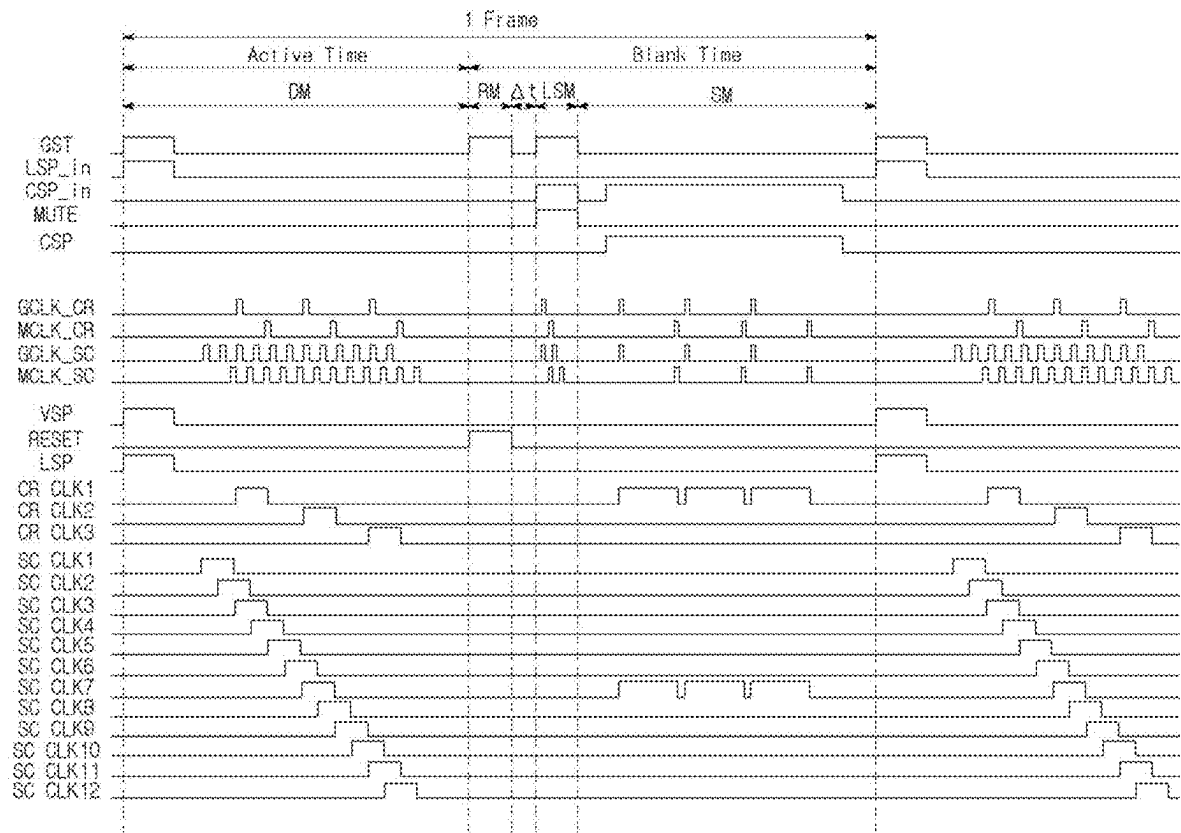 1 Frame
Active Time Blank Time
DM RM Δt LSM SM
GST
LSP_in
CSP_in
MUTE
CSP
GCLK_CR
MCLK_CR
GCLK_SC
MCLK_SC
VSP
RESET
LSP
CR CLK1
CR CLK2
CR CLK3
SC CLK1
SC CLK2
SC CLK3
SC CLK4
SC CLK5
SC CLK6
SC CLK7
SC CLK8
SC CLK9
SC CLK10
SC CLK11
SC CLK12